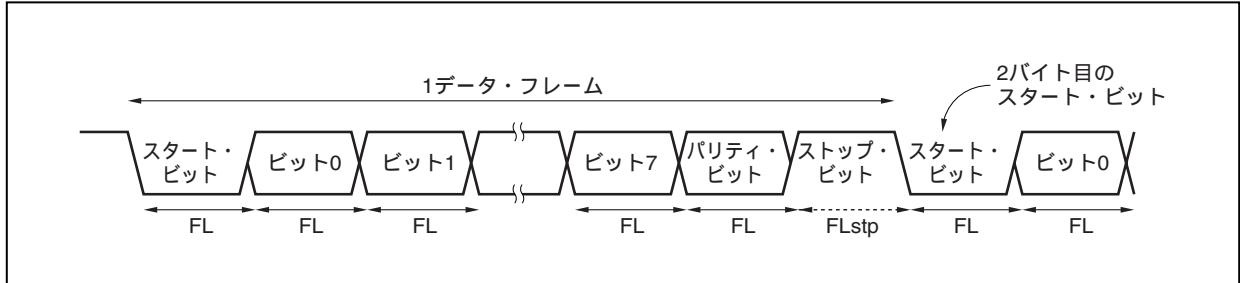 1データ・フレーム
2バイト目の
スタート・ビット
スタート・
ビット
ビット0
ビット1
ビット7
パリティ・
ビット
ストップ・
ビット
スタート・
ビット
ビット0
FL
FL
FL
FL
FL
FLstp
FL
FL